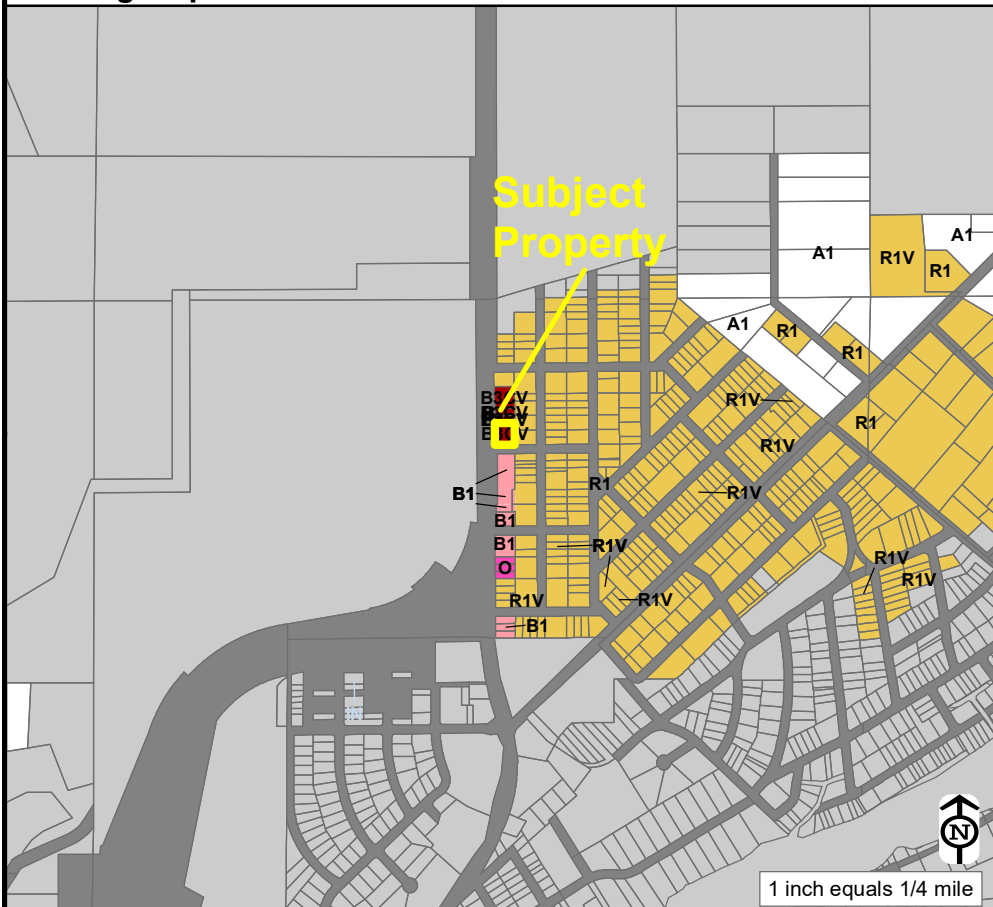 Subject
Property
A1
R1V
A1
R1
A1
R1
R1
R1V
R1
R1V
R1
R1V
B1
B1
B1
R1V
O
R1V
R1V
R1V
R1V
B1
N
1 inch equals 1/4 mile